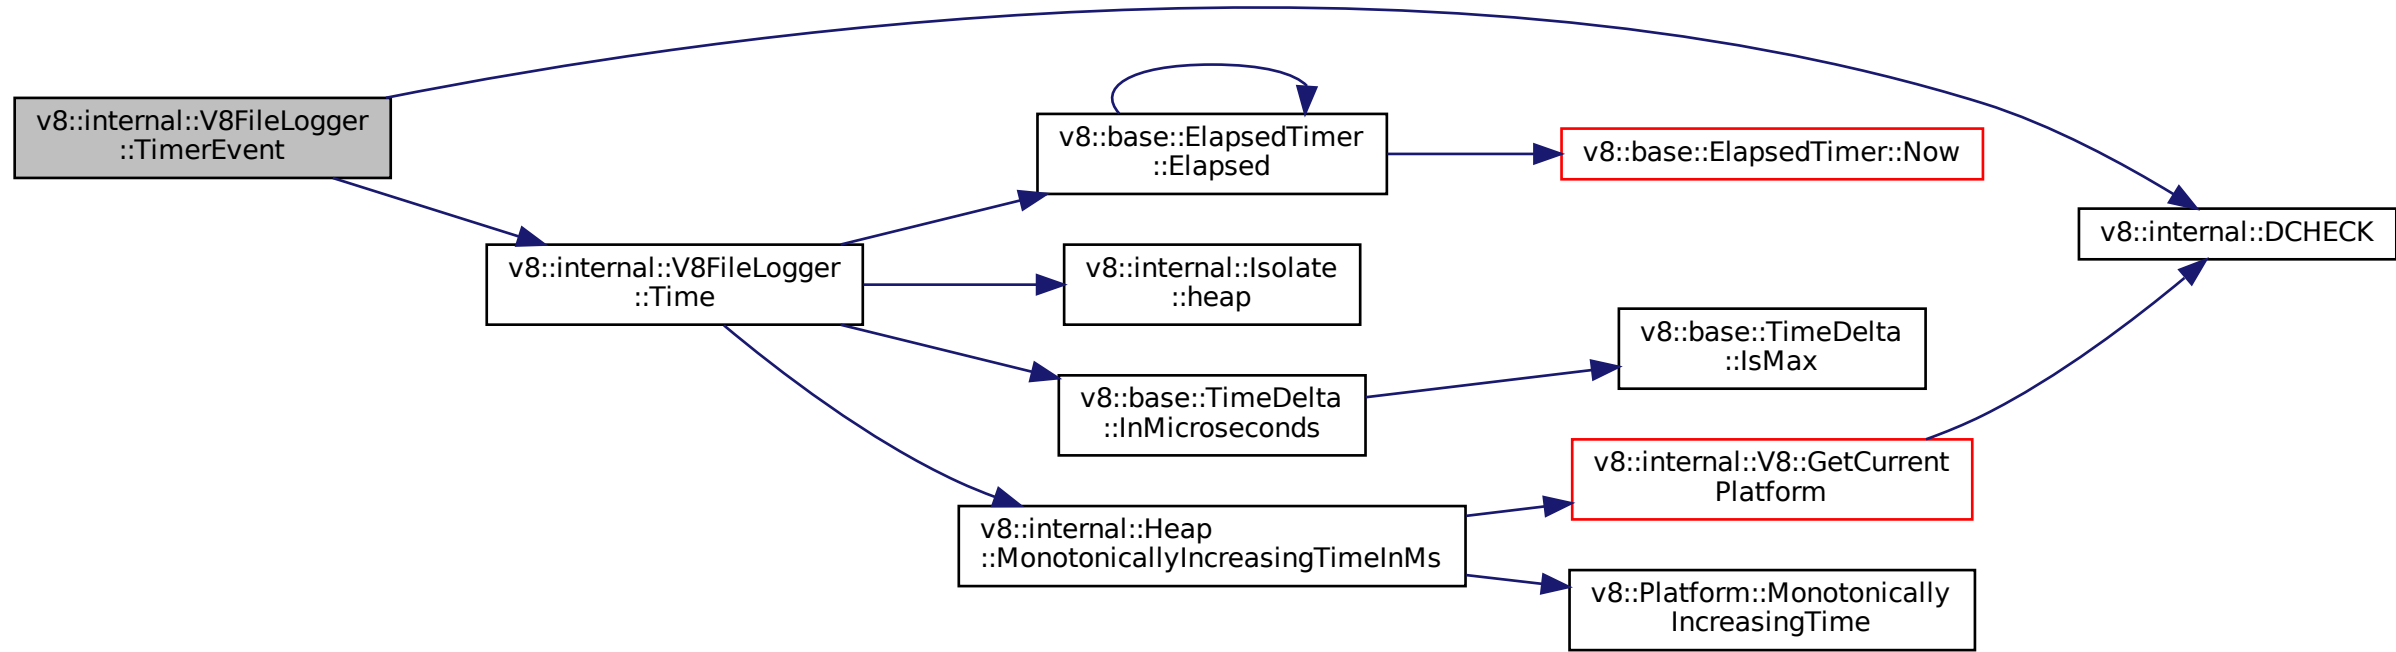 v8::internal::V8FileLogger
::TimerEvent
v8::internal::V8FileLogger
::Time
v8::base::ElapsedTimer
::Elapsed
v8::base::ElapsedTimer::Now
v8::internal::DCHECK
v8::internal::Isolate
::heap
v8::base::TimeDelta
::InMicroseconds
v8::base::TimeDelta
::IsMax
v8::internal::Heap
::MonotonicallyIncreasingTimeInMs
v8::internal::V8::GetCurrent
Platform
v8::Platform::Monotonically
IncreasingTime